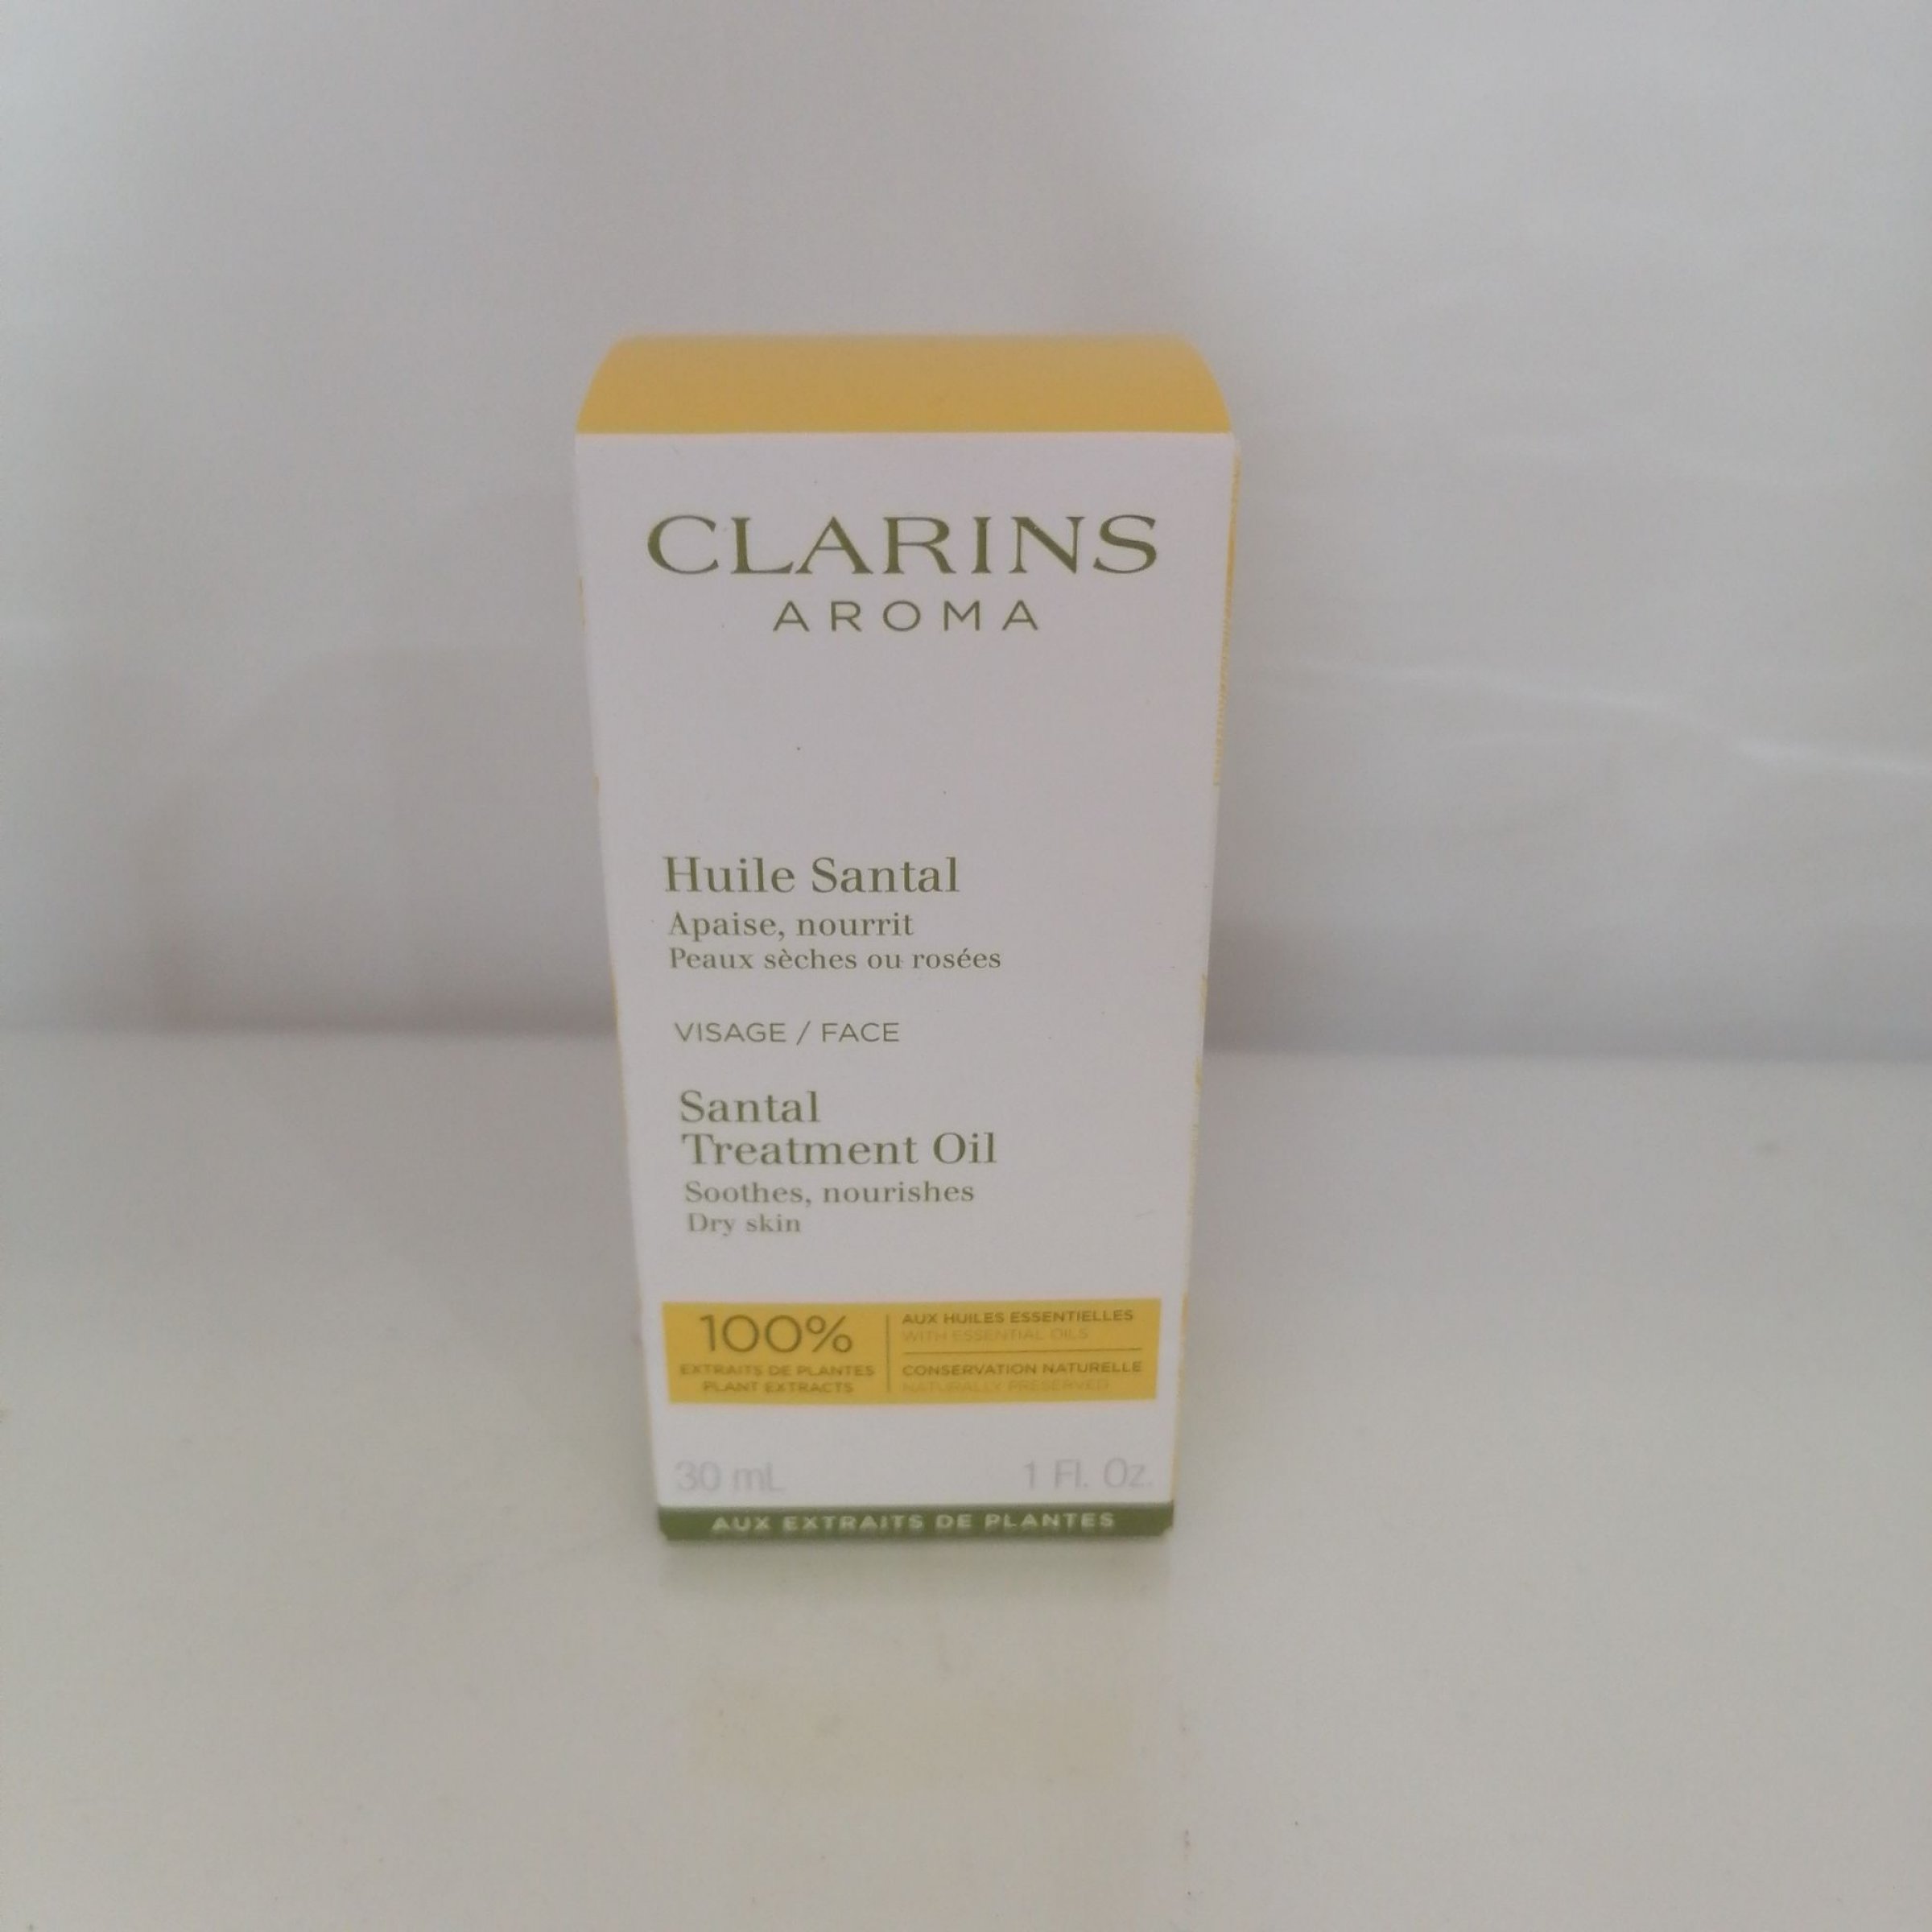 CLARINS
AROMA
Huile Santal
Apaise, nourrit
Peaux sèches ou rosées
VISAGE / FACE
Santal
Treatment Oil
Soothes, nourishes
Dry skin
100%
EXTRAITS DE PLANTES
PLANT EXTRACTS
AUX HUILES ESSENTIELLES
WITH ESSENTIAL OILS
CONSERVATION NATURELLE
NATURALLY PRESERVED
30 mL
1 Fl. Oz.
AUX EXTRAITS DE PLANTES